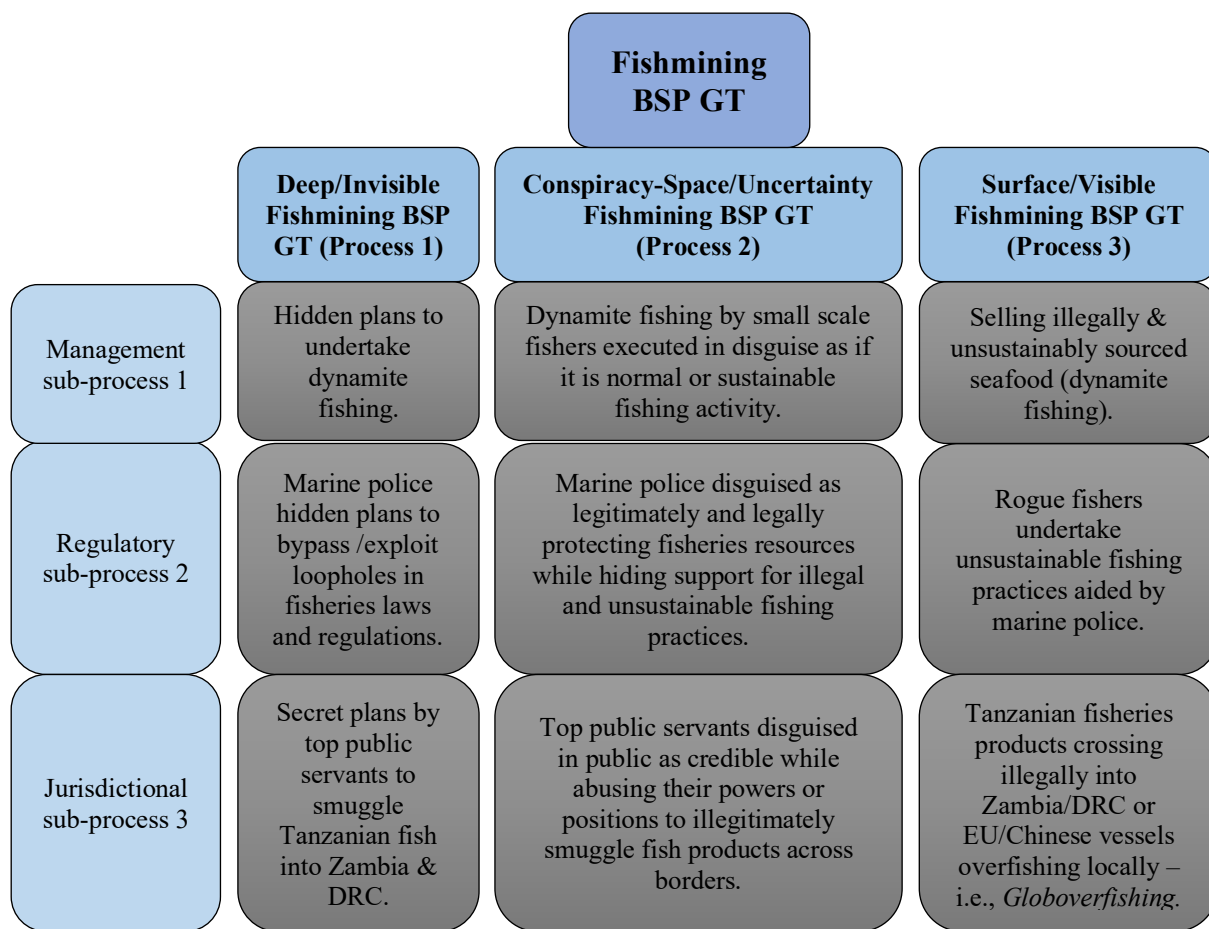 Fishmining
BSP GT
Deep/Invisible
Fishmining BSP
GT (Process 1)
Conspiracy-Space/Uncertainty
Fishmining BSP GT
(Process 2)
Surface/Visible
Fishmining BSP GT
(Process 3)
Management
sub-process 1
Hidden plans to
undertake
dynamite
fishing.
Dynamite fishing by small scale
fishers executed in disguise as if
it is normal or sustainable
fishing activity.
Selling illegally &
unsustainably sourced
seafood (dynamite
fishing).
Regulatory
sub-process 2
Marine police
hidden plans to
bypass /exploit
loopholes in
fisheries laws
and regulations.
Marine police disguised as
legitimately and legally
protecting fisheries resources
while hiding support for illegal
and unsustainable fishing
practices.
Rogue fishers
undertake
unsustainable fishing
practices aided by
marine police.
Jurisdictional
sub-process 3
Secret plans by
top public
servants to
smuggle
Tanzanian fish
into Zambia &
DRC.
Top public servants disguised
in public as credible while
abusing their powers or
positions to illegitimately
smuggle fish products across
borders.
Tanzanian fisheries
products crossing
illegally into
Zambia/DRC or
EU/Chinese vessels
overfishing locally –
i.e., Globoverfishing.